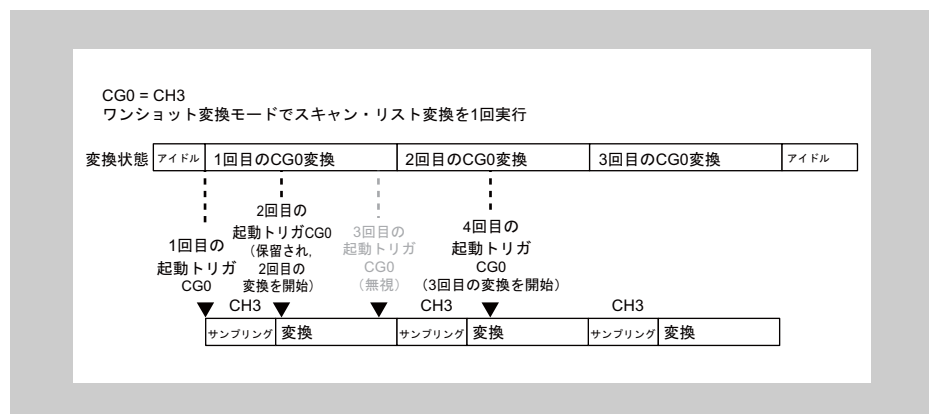 CG0 = CH3
ワンショット変換モードでスキャン・リスト変換を1回実行
変換状態 アイドル 1回目のCG0変換 2回目のCG0変換 3回目のCG0変換 アイドル
1回目の
起動トリガ
CG0
2回目の
起動トリガCG0
（保留され,
2回目の
変換を開始）
3回目の
起動トリガ
CG0
（無視）
4回目の
起動トリガ
CG0
（3回目の変換を開始）
CH3 CH3 CH3
サンプリング 変換 サンプリング 変換 サンプリング 変換